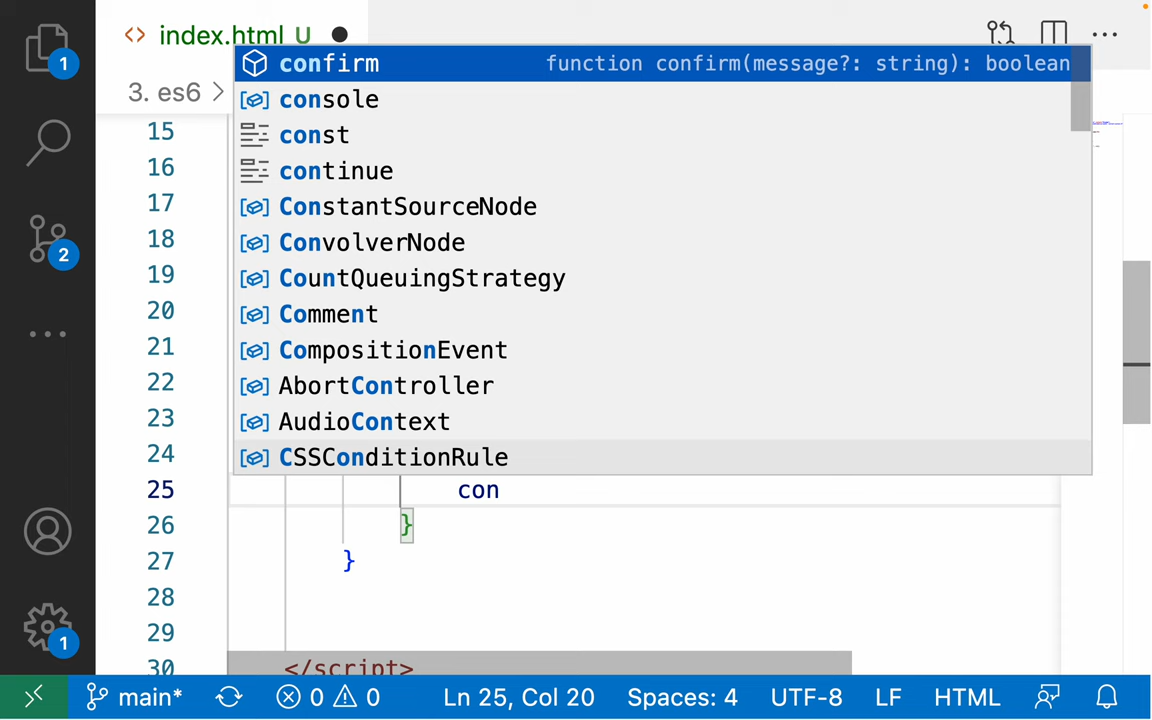 index.html U
1
confirm function confirm(message?: string): boolean
console
3. es6
15
const
16
continue
17
ConstantSourceNode
18
ConvolverNode
2
19
CountQueuingStrategy
20
Comment
21
CompositionEvent
22
AbortController
23
AudioContext
24
CSSConditionRule
25 con
26 }
27 }
28
29
1
30 </script>
main* 0 0 Ln 25, Col 20 Spaces: 4 UTF-8 LF HTML